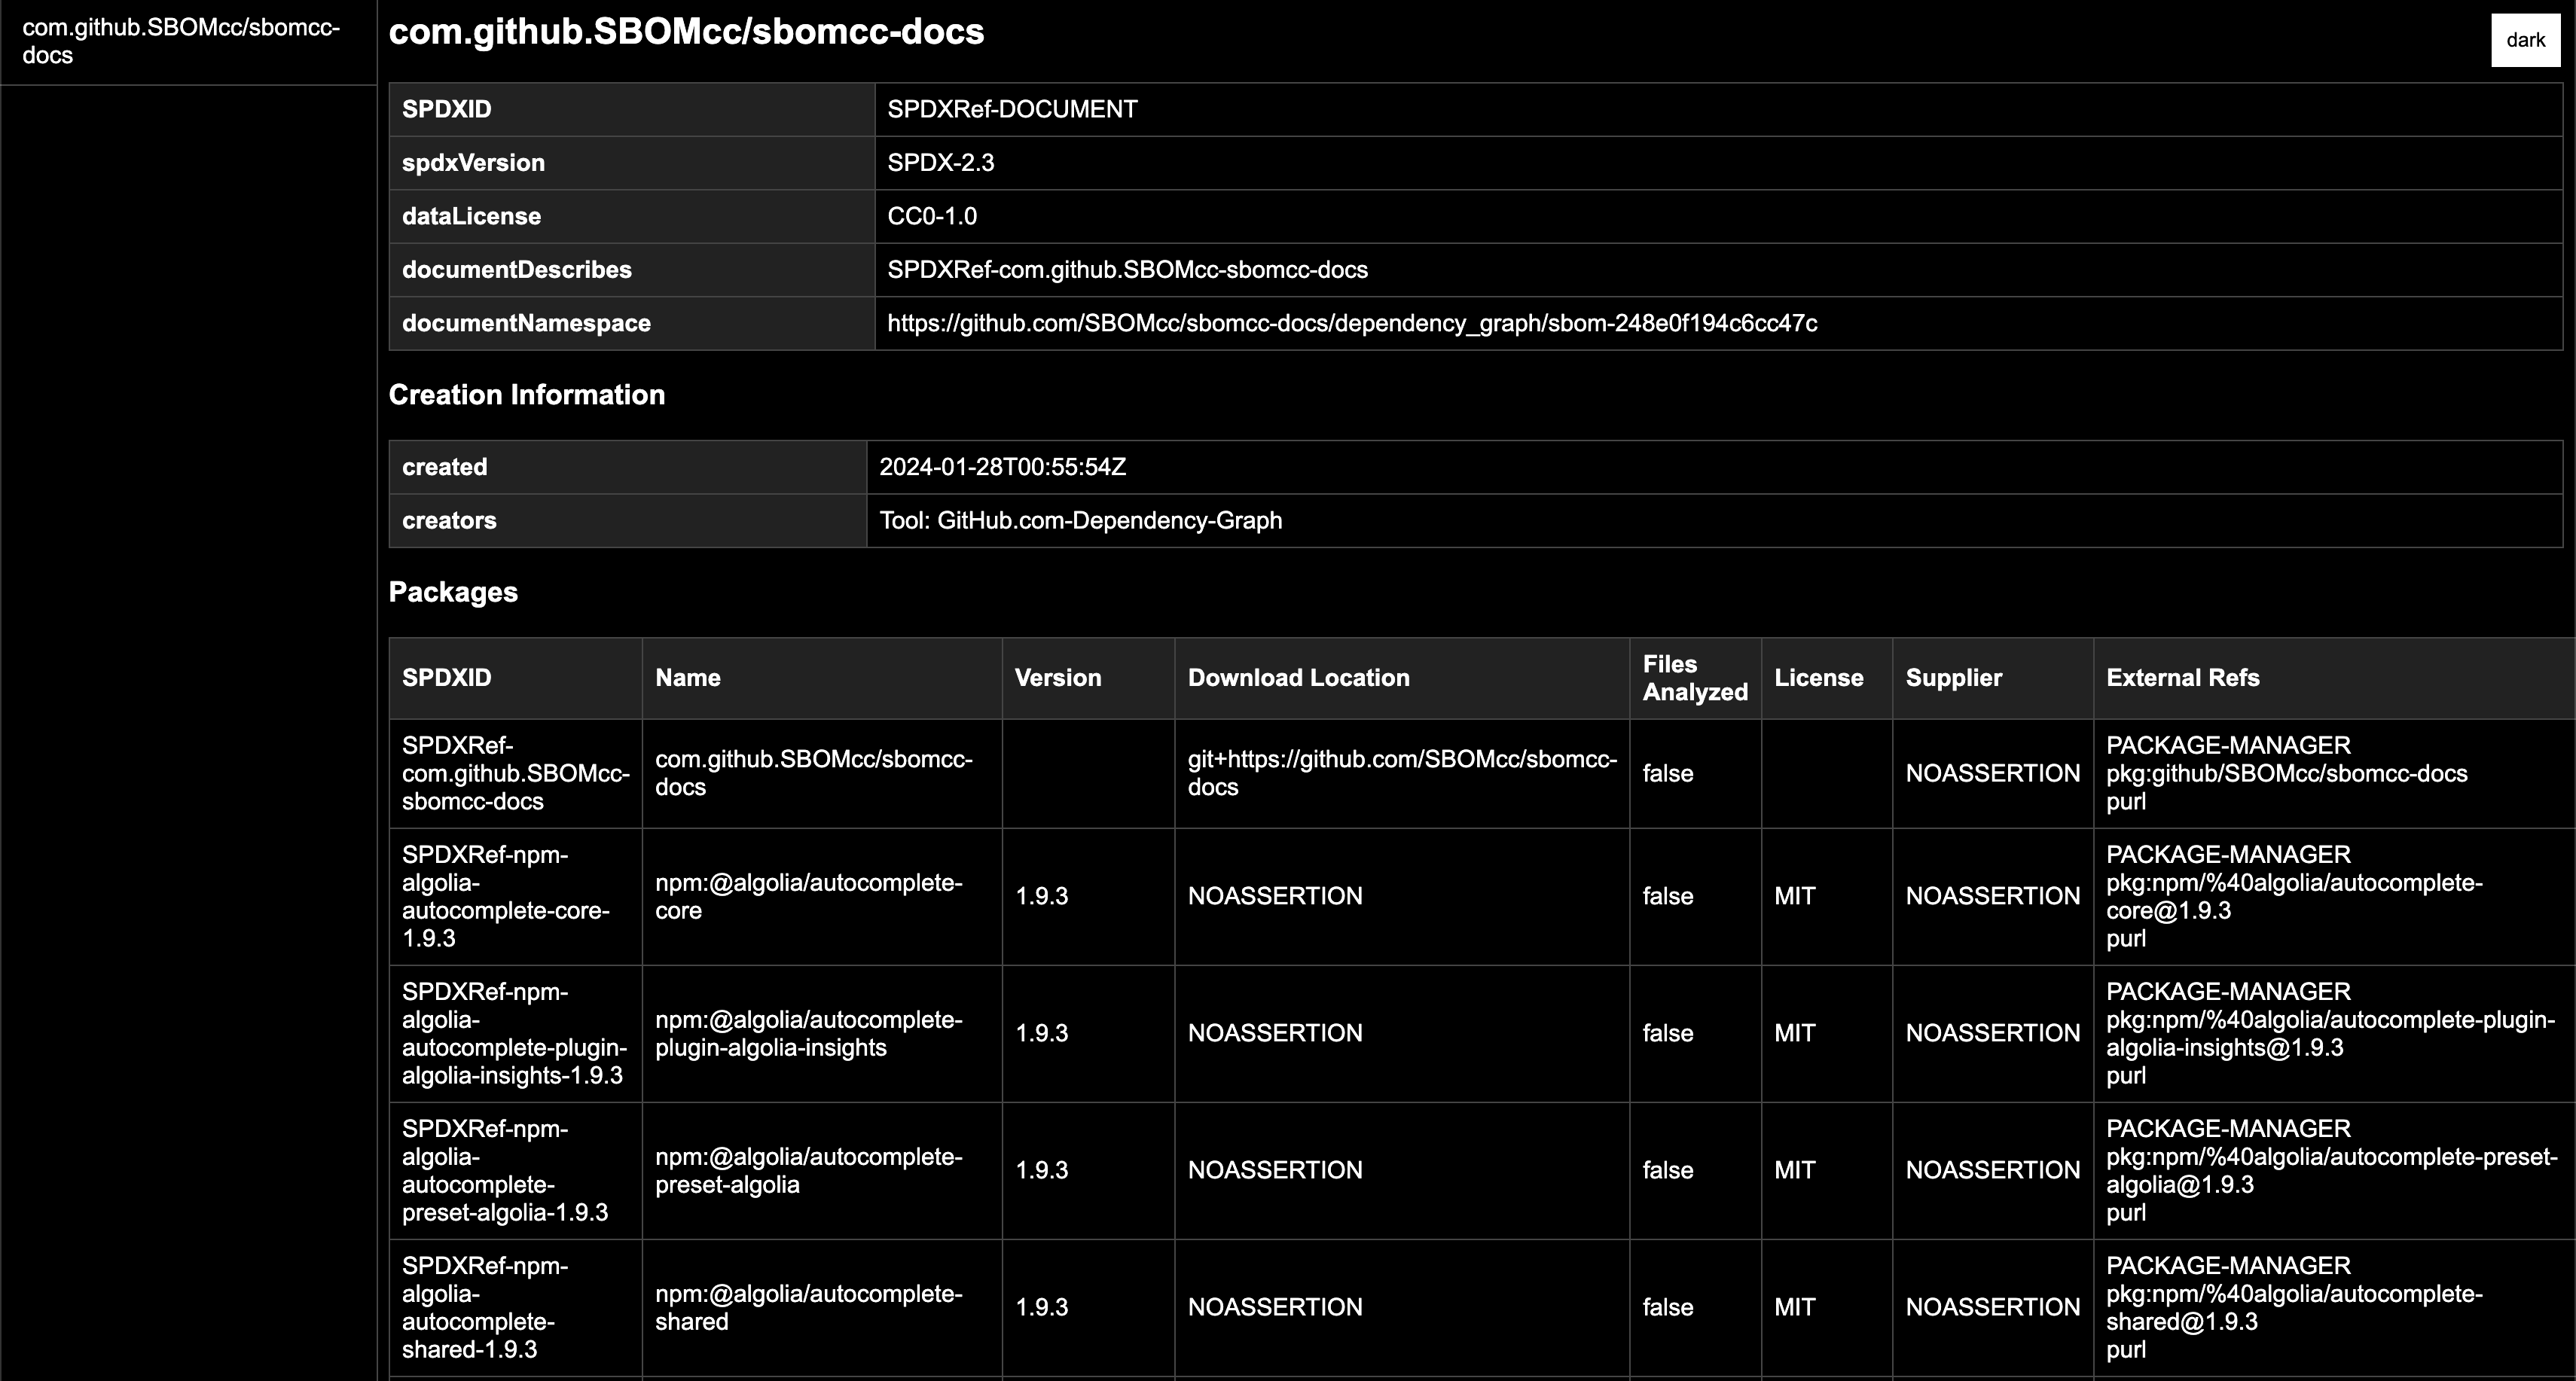 com.github.SBOMcc/sbomcc-
docs
com.github.SBOMcc/sbomcc-docs
dark
SPDXID SPDXRef-DOCUMENT
spdxVersion SPDX-2.3
dataLicense CC0-1.0
documentDescribes SPDXRef-com.github.SBOMcc-sbomcc-docs
documentNamespace https://github.com/SBOMcc/sbomcc-docs/dependency_graph/sbom-248e0f194c6cc47c
Creation Information
created 2024-01-28T00:55:54Z
creators Tool: GitHub.com-Dependency-Graph
Packages
SPDXID
Name
Version
Download Location
Files
Analyzed
License
Supplier
External Refs
SPDXRef-
com.github.SBOMcc-
sbomcc-docs
com.github.SBOMcc/sbomcc-
docs
git+https://github.com/SBOMcc/sbomcc-
docs
false
NOASSERTION
PACKAGE-MANAGER
pkg:github/SBOMcc/sbomcc-docs
purl
SPDXRef-npm-
algolia-
autocomplete-core-
1.9.3
npm:@algolia/autocomplete-
core
1.9.3
NOASSERTION
false
MIT
NOASSERTION
PACKAGE-MANAGER
pkg:npm/%40algolia/autocomplete-
core@1.9.3
purl
SPDXRef-npm-
algolia-
autocomplete-plugin-
algolia-insights-1.9.3
npm:@algolia/autocomplete-
plugin-algolia-insights
1.9.3
NOASSERTION
false
MIT
NOASSERTION
PACKAGE-MANAGER
pkg:npm/%40algolia/autocomplete-plugin-
algolia-insights@1.9.3
purl
SPDXRef-npm-
algolia-
autocomplete-
preset-algolia-1.9.3
npm:@algolia/autocomplete-
preset-algolia
1.9.3
NOASSERTION
false
MIT
NOASSERTION
PACKAGE-MANAGER
pkg:npm/%40algolia/autocomplete-preset-
algolia@1.9.3
purl
SPDXRef-npm-
algolia-
autocomplete-
shared-1.9.3
npm:@algolia/autocomplete-
shared
1.9.3
NOASSERTION
false
MIT
NOASSERTION
PACKAGE-MANAGER
pkg:npm/%40algolia/autocomplete-
shared@1.9.3
purl